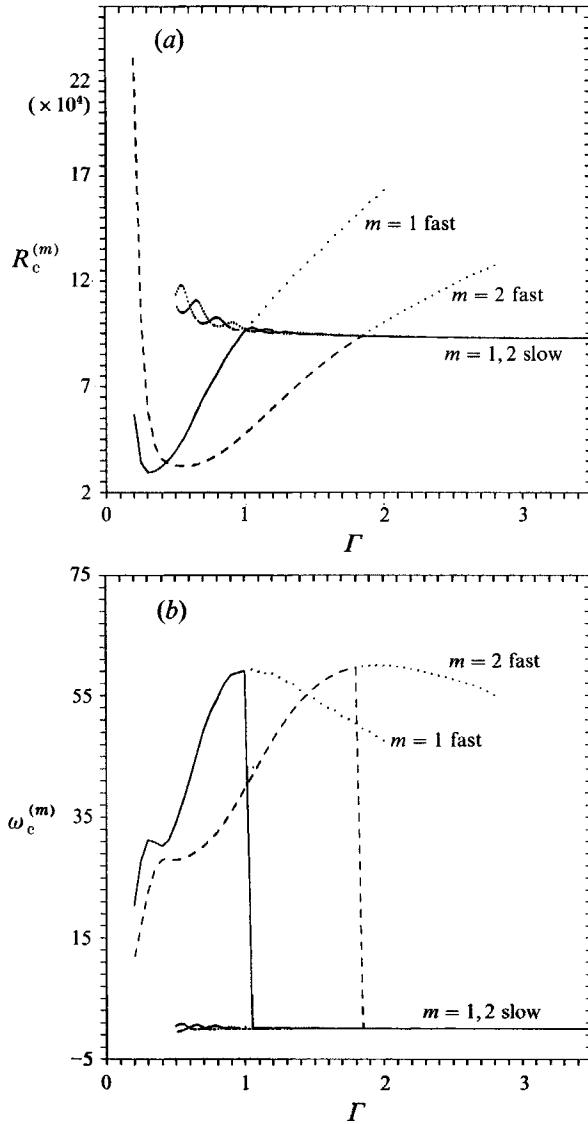 (a)
22
(× 10⁴)
17
R_c^(m)
12
7
2
m = 1 fast
m = 2 fast
m = 1, 2 slow
0 1 2 3
Γ
(b)
75
55
ω_c^(m)
35
15
−5
m = 2 fast
m = 1 fast
m = 1, 2 slow
0 1 2 3
Γ